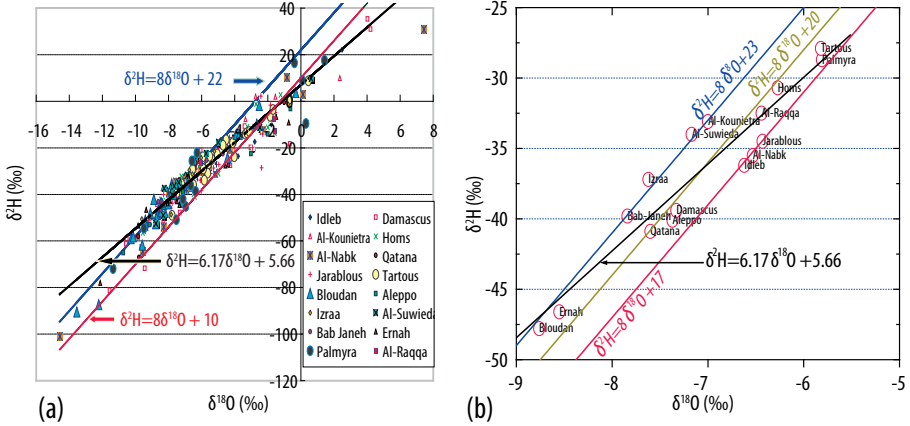 40
20
-16 -14 -12 -10 -8 -6 -4 -2 0 2 4 6 8
-20
-40
-60
-80
-100
-120
δ²H (‰)
δ¹⁸O (‰)
δ²H=8δ¹⁸O + 22
δ²H=6.17δ¹⁸O + 5.66
δ²H=8δ¹⁸O + 10
Idleb Damascus
Al-Kounietra Homs
Al-Nabk Qatana
Jarablous Tartous
Bloudan Aleppo
Izraa Al-Suwieda
Bab Janeh Ernah
Palmyra Al-Raqqa
(a)
-25
-30
-35
-40
-45
-50
-9 -8 -7 -6 -5
δ²H (‰)
δ¹⁸O (‰)
δ²H=8 δ⁸O+23
δ²H=8δ¹⁸O +20
δ²H=8 δ¹⁸O +17
δ²H=6.17δ¹⁸O + 5.66
Tartous
Palmyra
Homs
Al-Raqqa
Al-Kounietra
Al-Suwieda
Jarablous
Al-Nabk
Idleb
Izraa
Bab-Janeh
Damascus
Aleppo
Qatana
Ernah
Bloudan
(b)